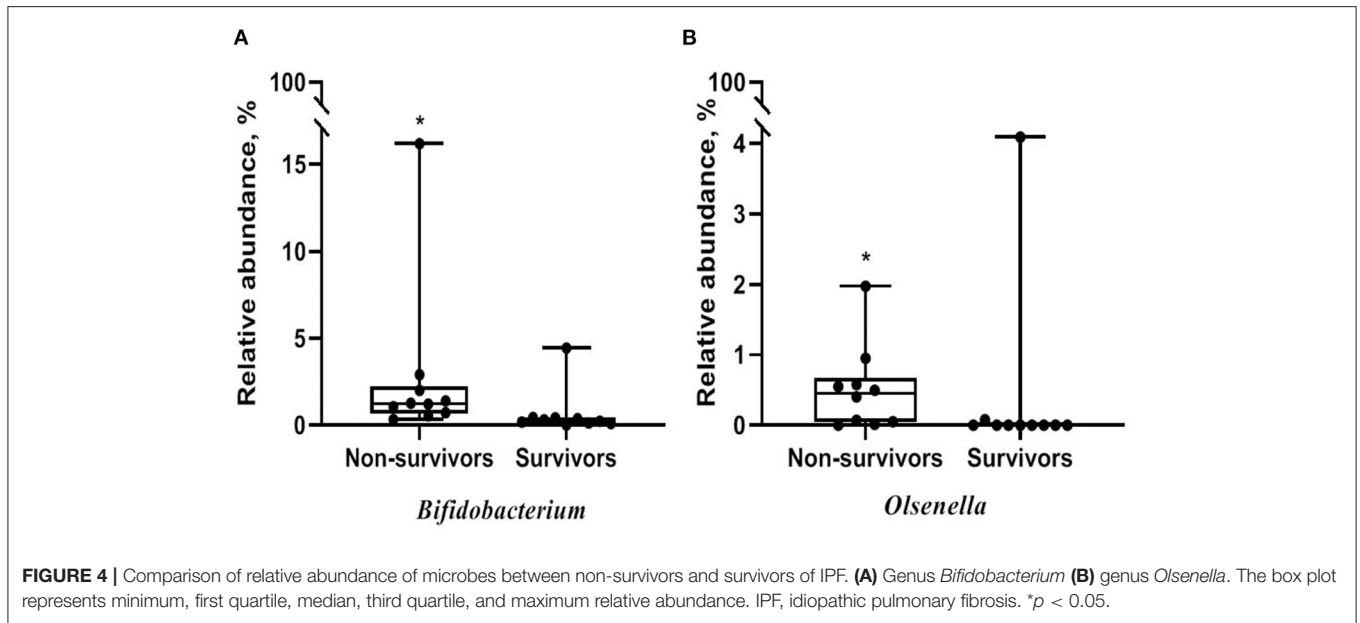 A
Relative abundance, %
100
15
10
5
0
*
Non-survivors Survivors
Bifidobacterium
B
Relative abundance, %
100
4
3
2
1
0
*
Non-survivors Survivors
Olsenella
FIGURE 4 | Comparison of relative abundance of microbes between non-survivors and survivors of IPF. (A) Genus Bifidobacterium (B) genus Olsenella. The box plot
represents minimum, first quartile, median, third quartile, and maximum relative abundance. IPF, idiopathic pulmonary fibrosis. *p < 0.05.